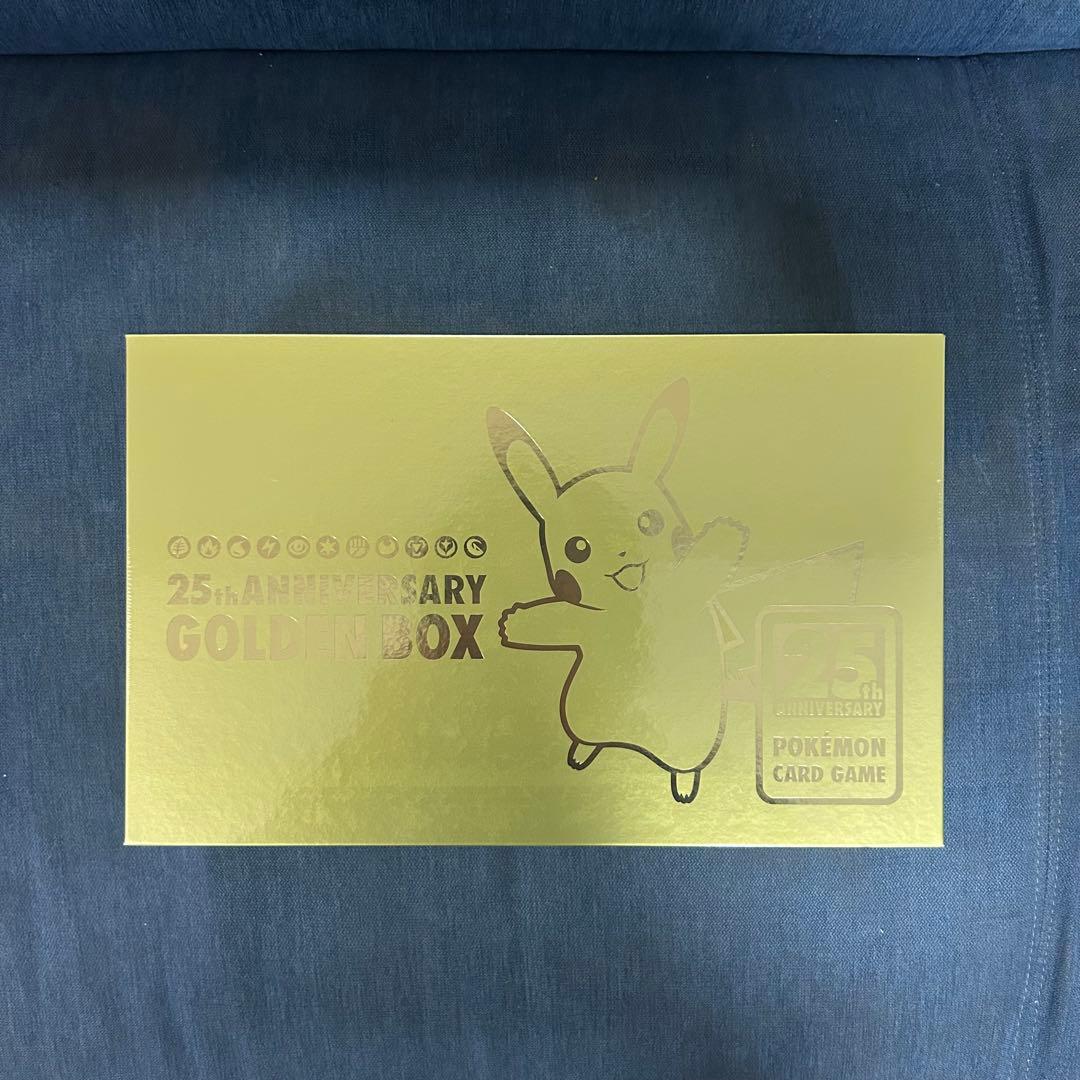 25th ANNIVERSARY
GOLDEN BOX
25th
ANNIVERSARY
POKÉMON
CARD GAME